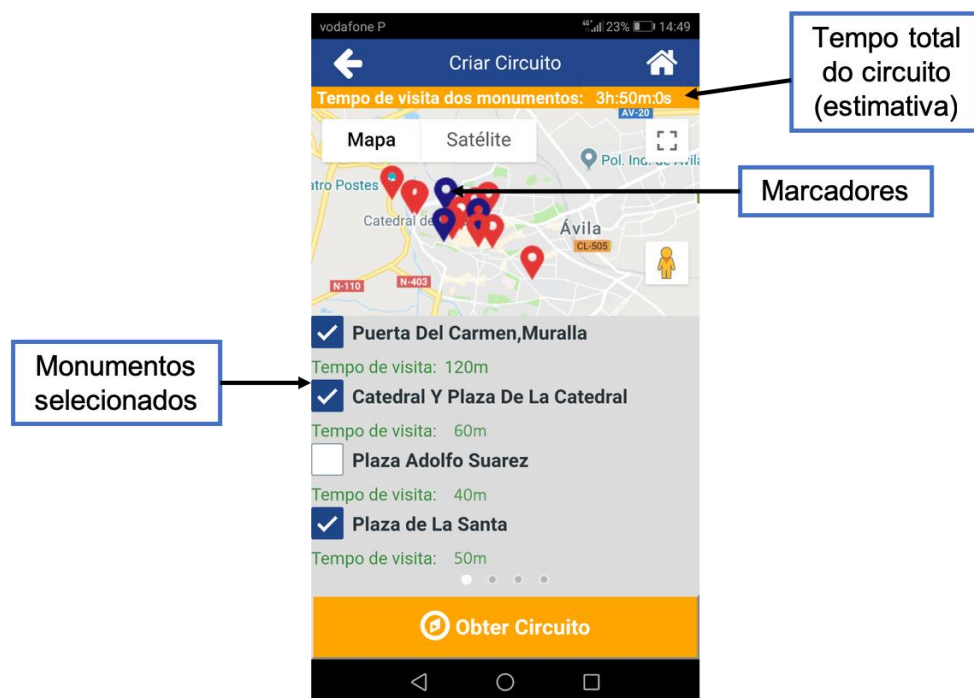 vodafone P 23% 14:49
Criar Circuito
Tempo de visita dos monumentos: 3h:50m:0s
AV-20
Mapa Satélite
Pol. Ind. de
atro Postes
Catedral de
Ávila
CL-505
N-110 N-403
Puerta Del Carmen,Muralla
Tempo de visita: 120m
Catedral Y Plaza De La Catedral
Tempo de visita: 60m
Plaza Adolfo Suarez
Tempo de visita: 40m
Plaza de La Santa
Tempo de visita: 50m
Obter Circuito
Tempo total
do circuito
(estimativa)
Marcadores
Monumentos
selecionados